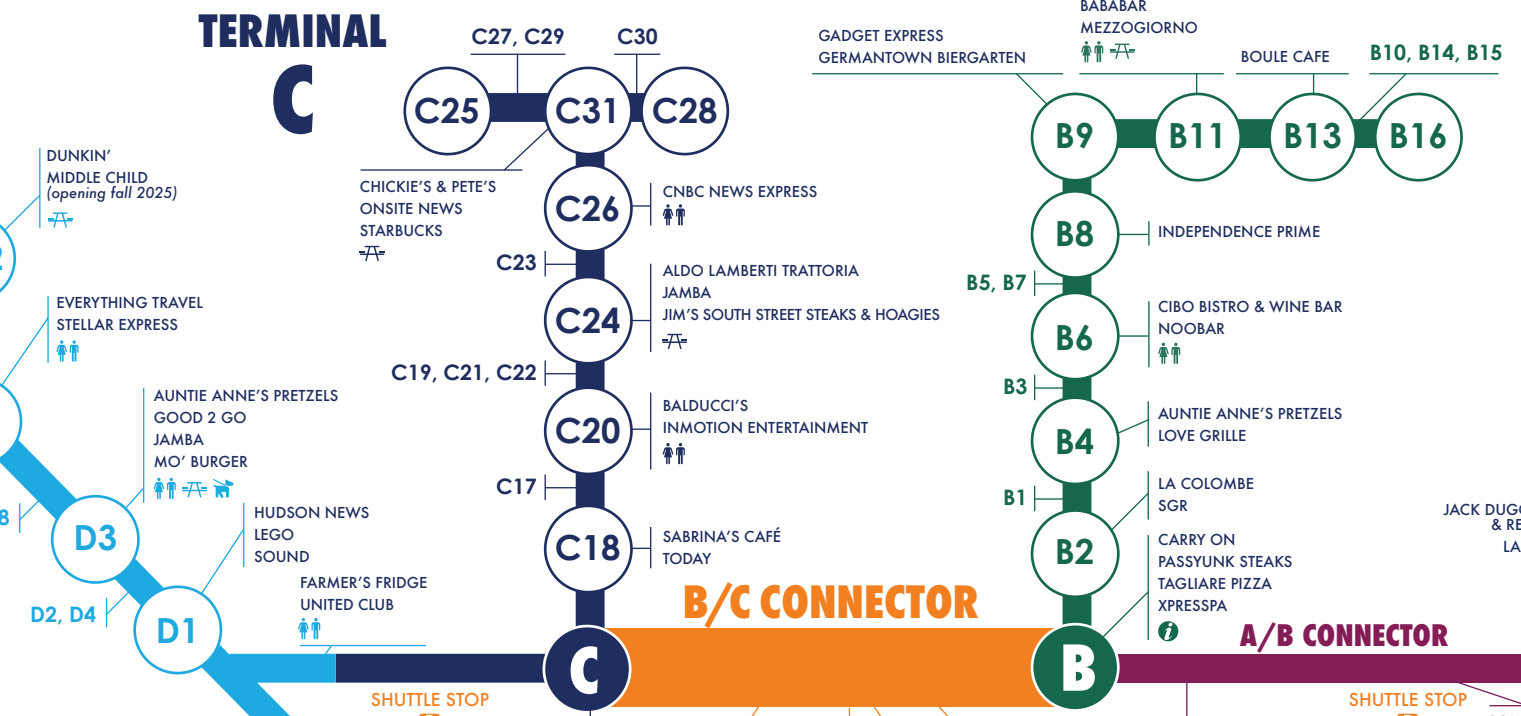 TERMINAL
C
C27, C29
C30
C25
C31
C28
CHICKIE'S & PETE'S
ONSITE NEWS
STARBUCKS
C26
CNBC NEWS EXPRESS
C23
C24
ALDO LAMBERTI TRATTORIA
JAMBA
JIM'S SOUTH STREET STEAKS & HOAGIES
C19, C21, C22
C20
BALDUCCI'S
INMOTION ENTERTAINMENT
C17
C18
SABRINA'S CAFÉ
TODAY
C
DUNKIN'
MIDDLE CHILD
(opening fall 2025)
EVERYTHING TRAVEL
STELLAR EXPRESS
AUNTIE ANNE'S PRETZELS
GOOD 2 GO
JAMBA
MO' BURGER
8
D3
HUDSON NEWS
LEGO
SOUND
D2, D4
D1
FARMER'S FRIDGE
UNITED CLUB
SHUTTLE STOP
B/C CONNECTOR
GADGET EXPRESS
GERMANTOWN BIERGARTEN
BABABAR
MEZZOGIORNO
BOULE CAFE
B10, B14, B15
B9
B11
B13
B16
B8
INDEPENDENCE PRIME
B5, B7
B6
CIBO BISTRO & WINE BAR
NOOBAR
B3
B4
AUNTIE ANNE'S PRETZELS
LOVE GRILLE
B1
B2
LA COLOMBE
SGR
CARRY ON
PASSYUNK STEAKS
TAGLIARE PIZZA
XPRESSPA
i
B
A/B CONNECTOR
SHUTTLE STOP
JACK
&
LA